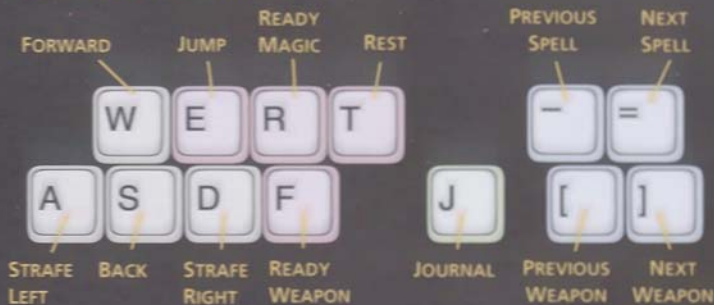 FORWARD
JUMP
READY
MAGIC
REST
PREVIOUS
SPELL
NEXT
SPELL
W E R T - =
A S D F J [ ]
STRAFE
LEFT
BACK
STRAFE
RIGHT
READY
WEAPON
JOURNAL
PREVIOUS
WEAPON
NEXT
WEAPON